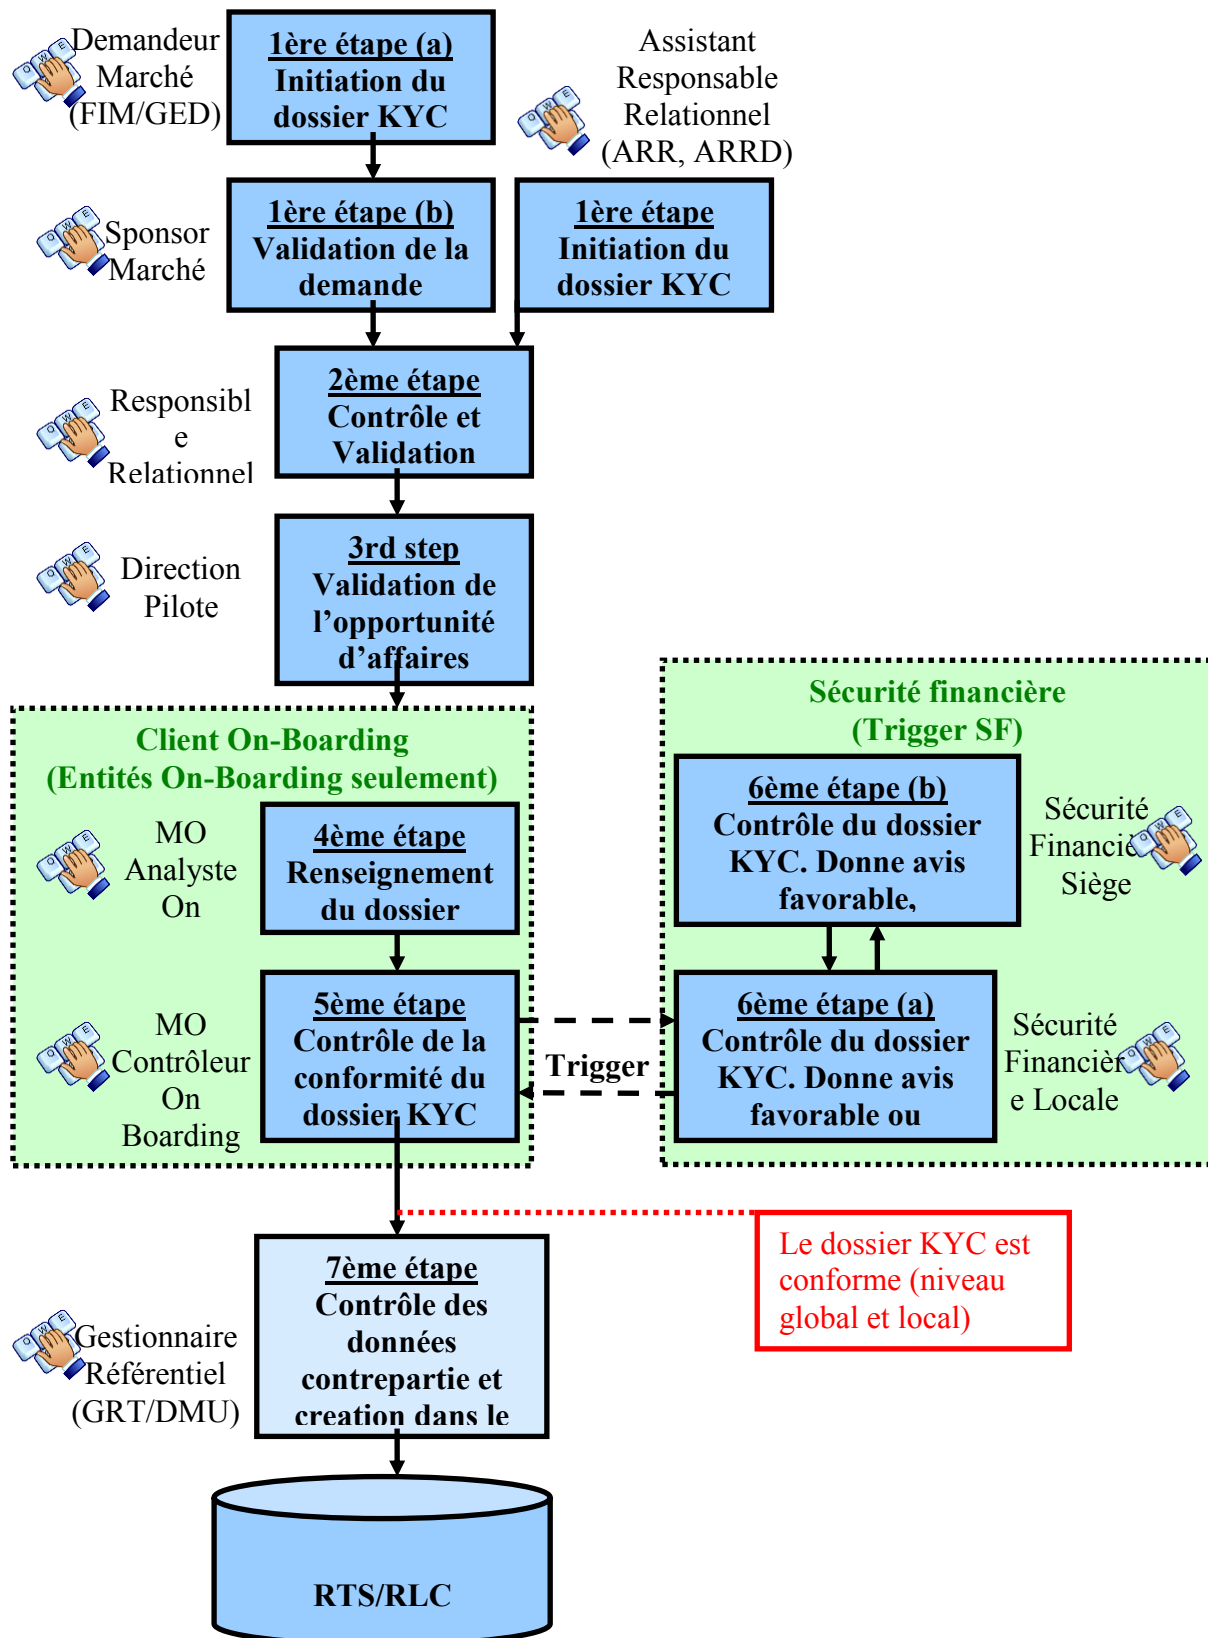 Demandeur
Marché
(FIM/GED)
1ère étape (a)
Initiation du
dossier KYC
Assistant
Responsable
Relationnel
(ARR, ARRD)
Sponsor
Marché
1ère étape (b)
Validation de la
demande
1ère étape
Initiation du
dossier KYC
Responsibl
e
Relationnel
2ème étape
Contrôle et
Validation
Direction
Pilote
3rd step
Validation de
l’opportunité
d’affaires
Client On-Boarding
(Entités On-Boarding seulement)
MO
Analyste
On
4ème étape
Renseignement
du dossier
MO
Contrôleur
On
Boarding
5ème étape
Contrôle de la
conformité du
dossier KYC
Trigger
Sécurité financière
(Trigger SF)
6ème étape (b)
Contrôle du dossier
KYC. Donne avis
favorable,
Sécurité
Financièr
Siège
6ème étape (a)
Contrôle du dossier
KYC. Donne avis
favorable ou
Sécurité
Financièr
e Locale
Le dossier KYC est
conforme (niveau
global et local)
Gestionnaire
Référentiel
(GRT/DMU)
7ème étape
Contrôle des
données
contrepartie et
creation dans le
RTS/RLC